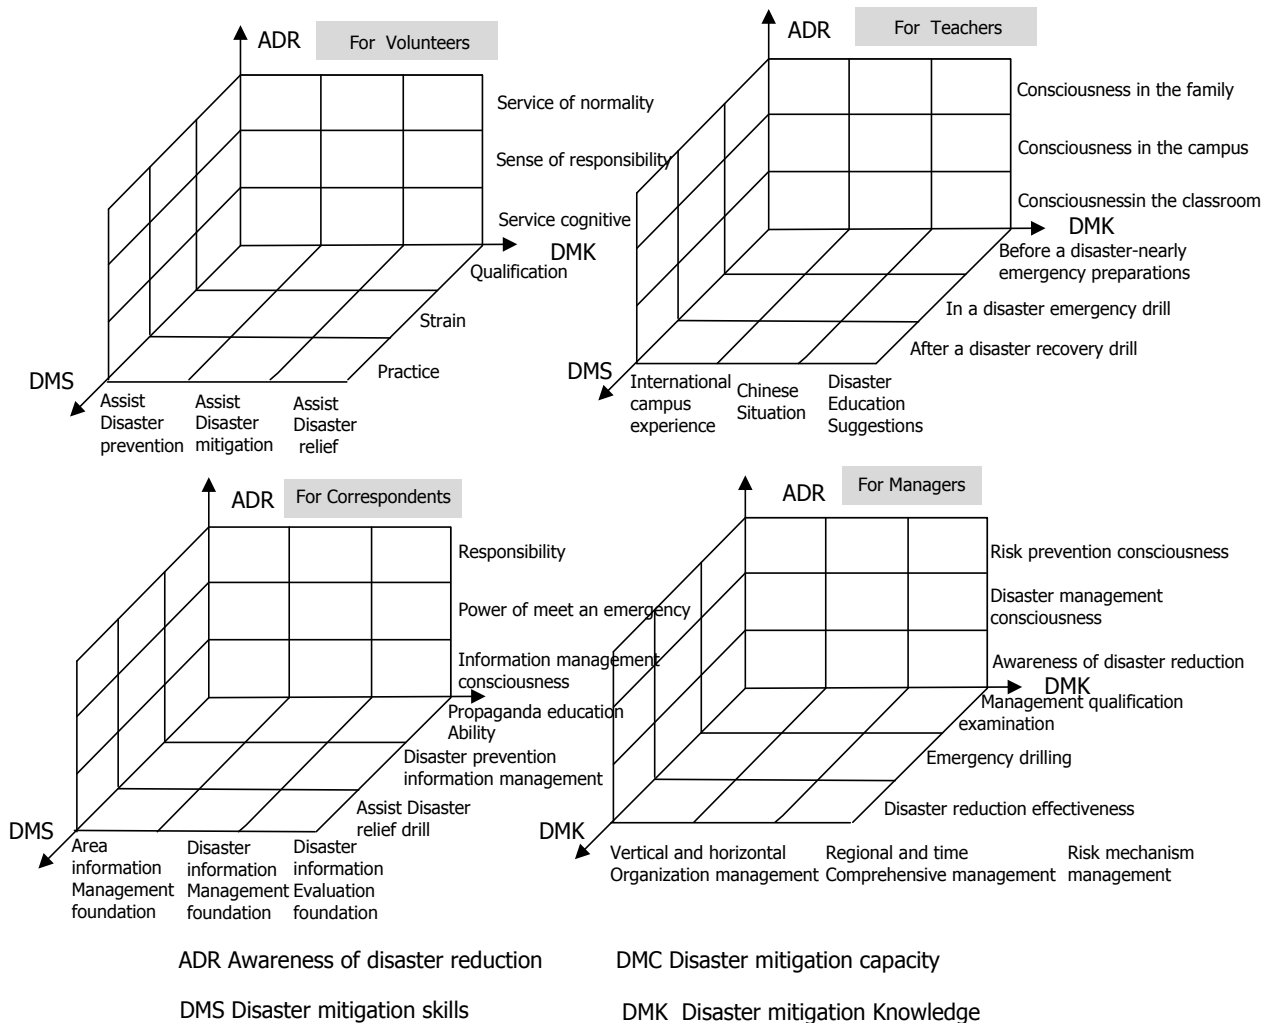 ADR
For Volunteers
Service of normality
Sense of responsibility
Service cognitive
DMK
Qualification
Strain
Practice
DMS
Assist
Disaster
prevention
Assist
Disaster
mitigation
Assist
Disaster
relief
ADR
For Teachers
Consciousness in the family
Consciousness in the campus
Consciousnessin the classroom
DMK
Before a disaster-nearly
emergency preparations
In a disaster emergency drill
After a disaster recovery drill
DMS
International
campus
experience
Chinese
Situation
Disaster
Education
Suggestions
ADR
For Correspondents
Responsibility
Power of meet an emergency
Information management
consciousness
Propaganda education
Ability
Disaster prevention
information management
Assist Disaster
relief drill
DMS
Area
information
Management
foundation
Disaster
information
Management
foundation
Disaster
information
Evaluation
foundation
ADR
For Managers
Risk prevention consciousness
Disaster management
consciousness
Awareness of disaster reduction
DMK
Management qualification
examination
Emergency drilling
Disaster reduction effectiveness
DMK
Vertical and horizontal
Organization management
Regional and time
Comprehensive management
Risk mechanism
management
ADR Awareness of disaster reduction
DMC Disaster mitigation capacity
DMS Disaster mitigation skills
DMK Disaster mitigation Knowledge